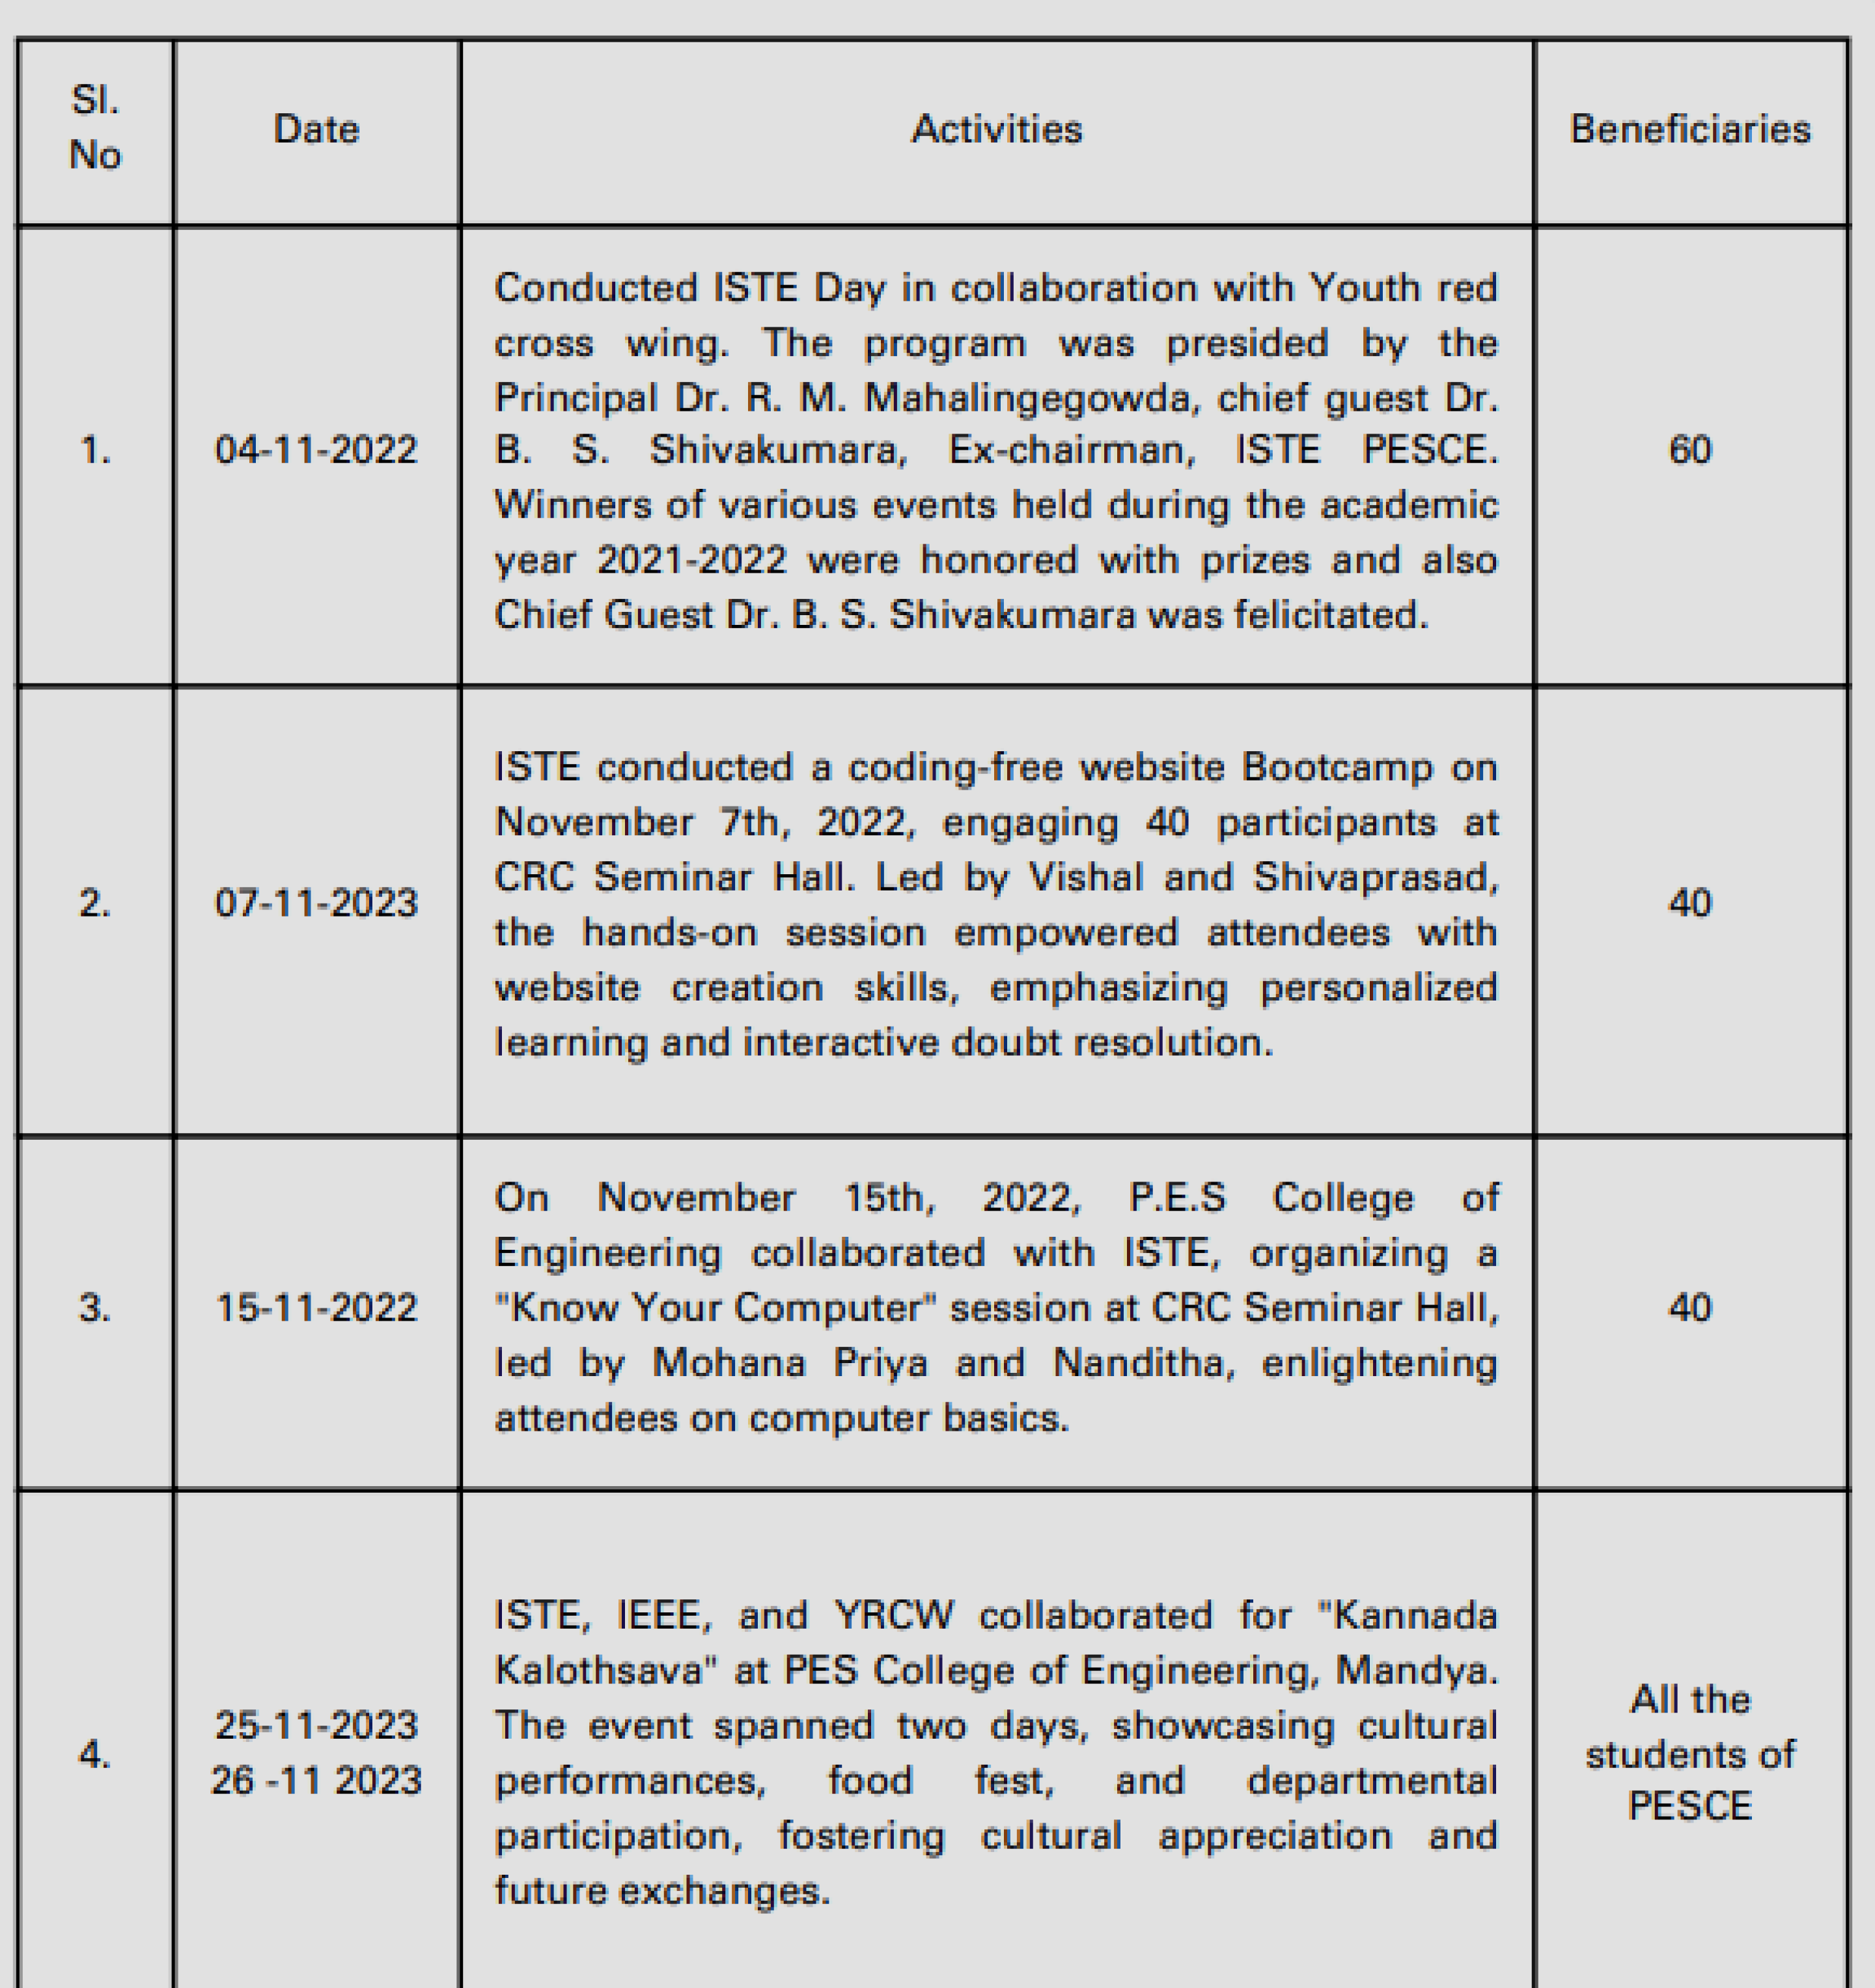 Sl.
No
Date
Activities
Beneficiaries
1.
04-11-2022
Conducted ISTE Day in collaboration with Youth red
cross wing. The program was presided by the
Principal Dr. R. M. Mahalingegowda, chief guest Dr.
B. S. Shivakumara, Ex-chairman, ISTE PESCE.
Winners of various events held during the academic
year 2021-2022 were honored with prizes and also
Chief Guest Dr. B. S. Shivakumara was felicitated.
60
2.
07-11-2023
ISTE conducted a coding-free website Bootcamp on
November 7th, 2022, engaging 40 participants at
CRC Seminar Hall. Led by Vishal and Shivaprasad,
the hands-on session empowered attendees with
website creation skills, emphasizing personalized
learning and interactive doubt resolution.
40
3.
15-11-2022
On November 15th, 2022, P.E.S College of
Engineering collaborated with ISTE, organizing a
"Know Your Computer" session at CRC Seminar Hall,
led by Mohana Priya and Nanditha, enlightening
attendees on computer basics.
40
4.
25-11-2023
26 -11 2023
ISTE, IEEE, and YRCW collaborated for "Kannada
Kalothsava" at PES College of Engineering, Mandya.
The event spanned two days, showcasing cultural
performances, food fest, and departmental
participation, fostering cultural appreciation and
future exchanges.
All the
students of
PESCE